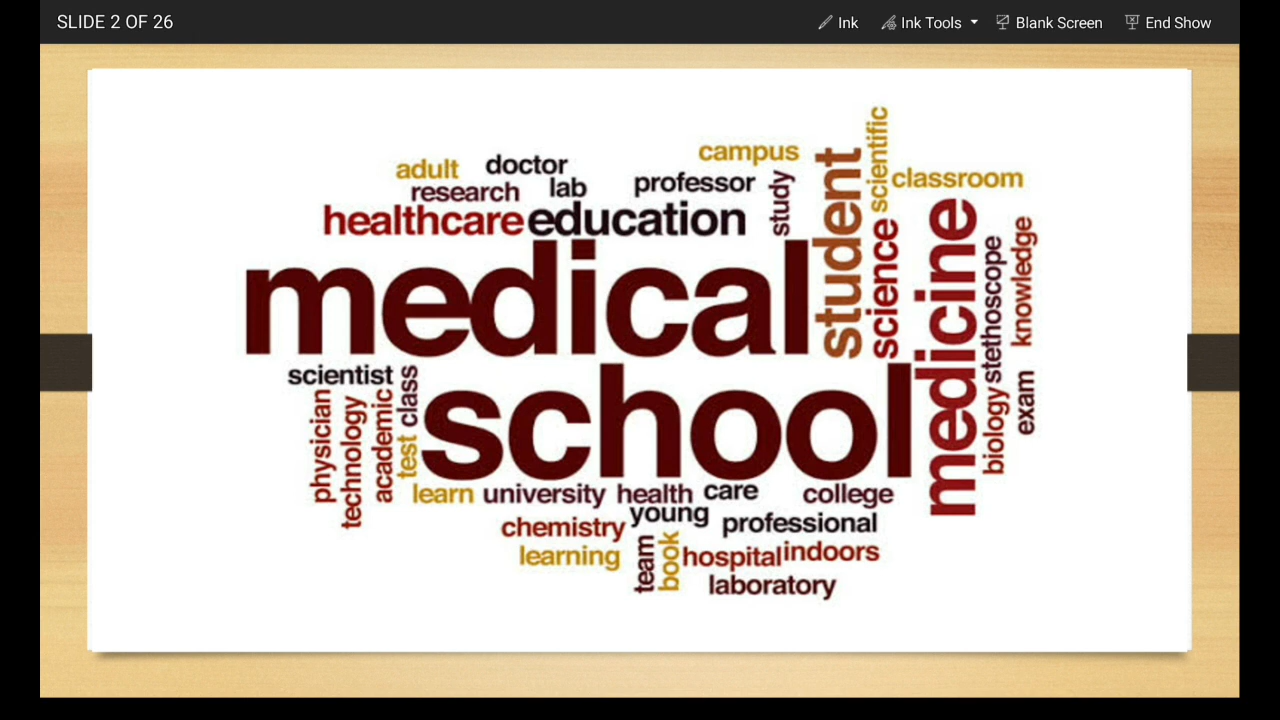 SLIDE 2 OF 26
Ink
Ink Tools
Blank Screen
End Show
scientific
campus
adult
doctor
classroom
research
lab
professor
study
student
healthcare
education
medicine
science
knowledge
stethoscope
medical
school
scientist
class
physician
technology
academic
test
exam
biology
learn
university
health
care
college
young
chemistry
professional
learning
team
book
hospital
indoors
laboratory